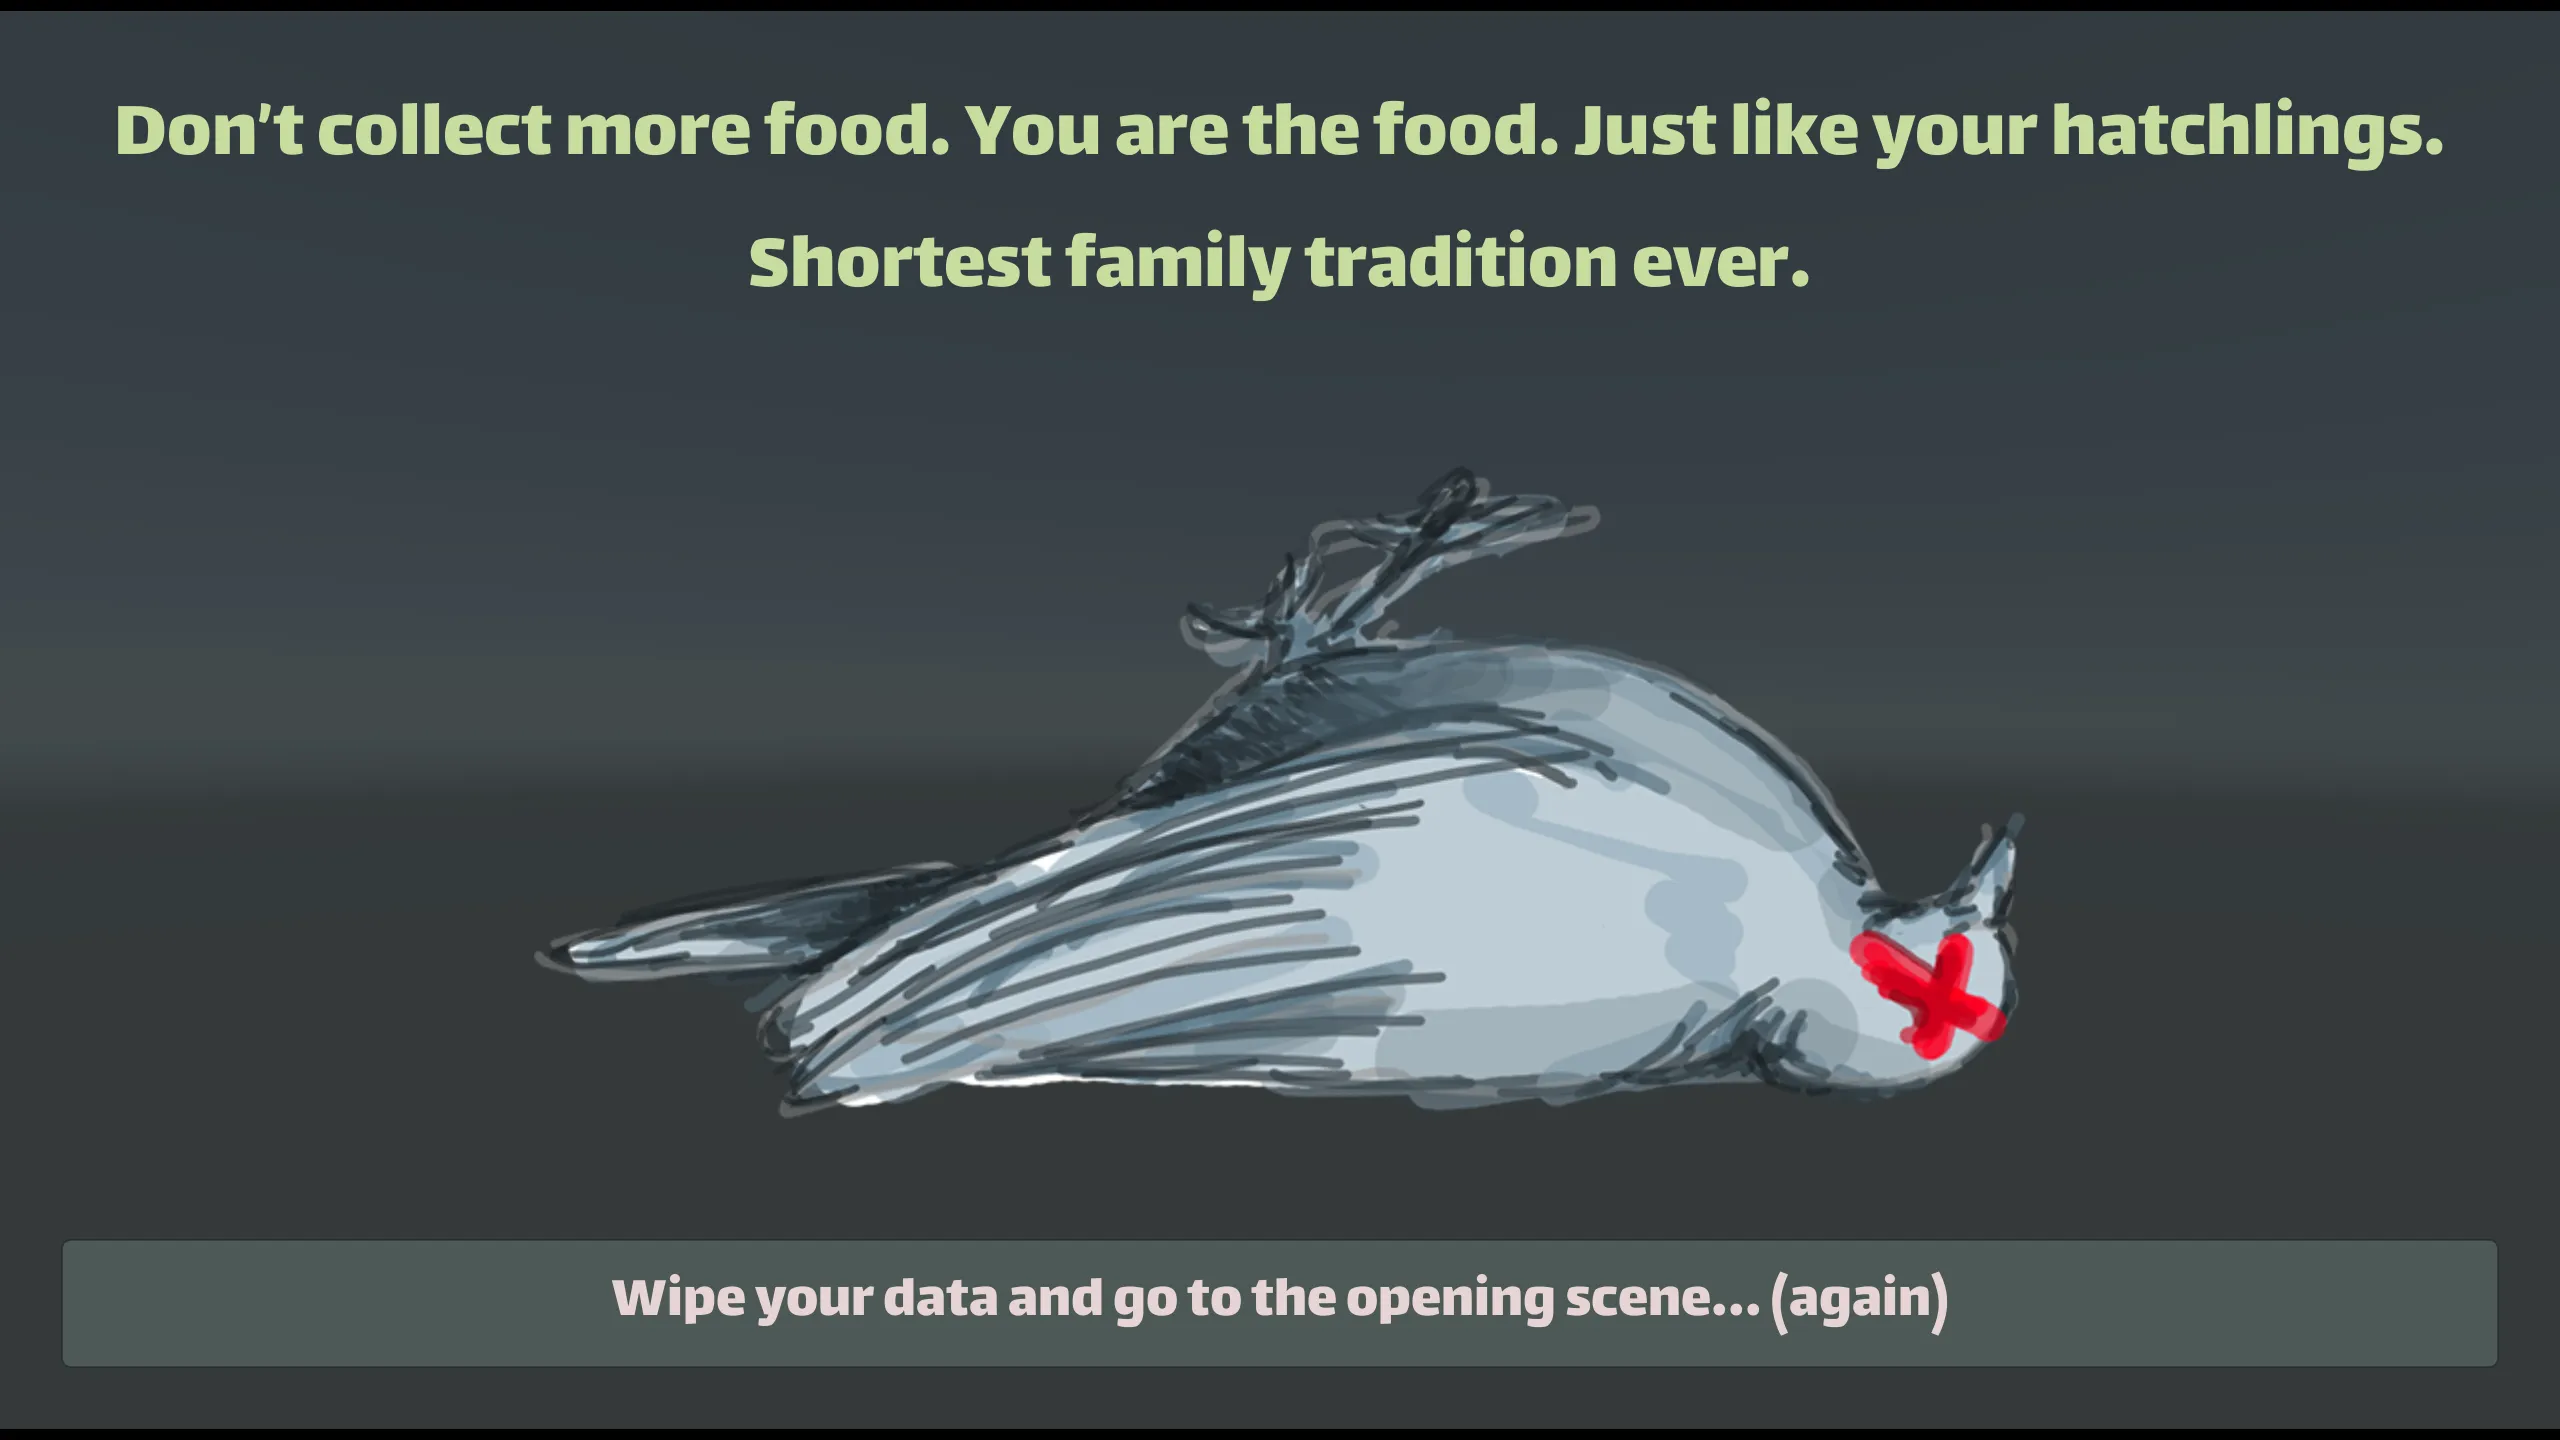 Don’t collect more food. You are the food. Just like your hatchlings.
Shortest family tradition ever.
Wipe your data and go to the opening scene... (again)